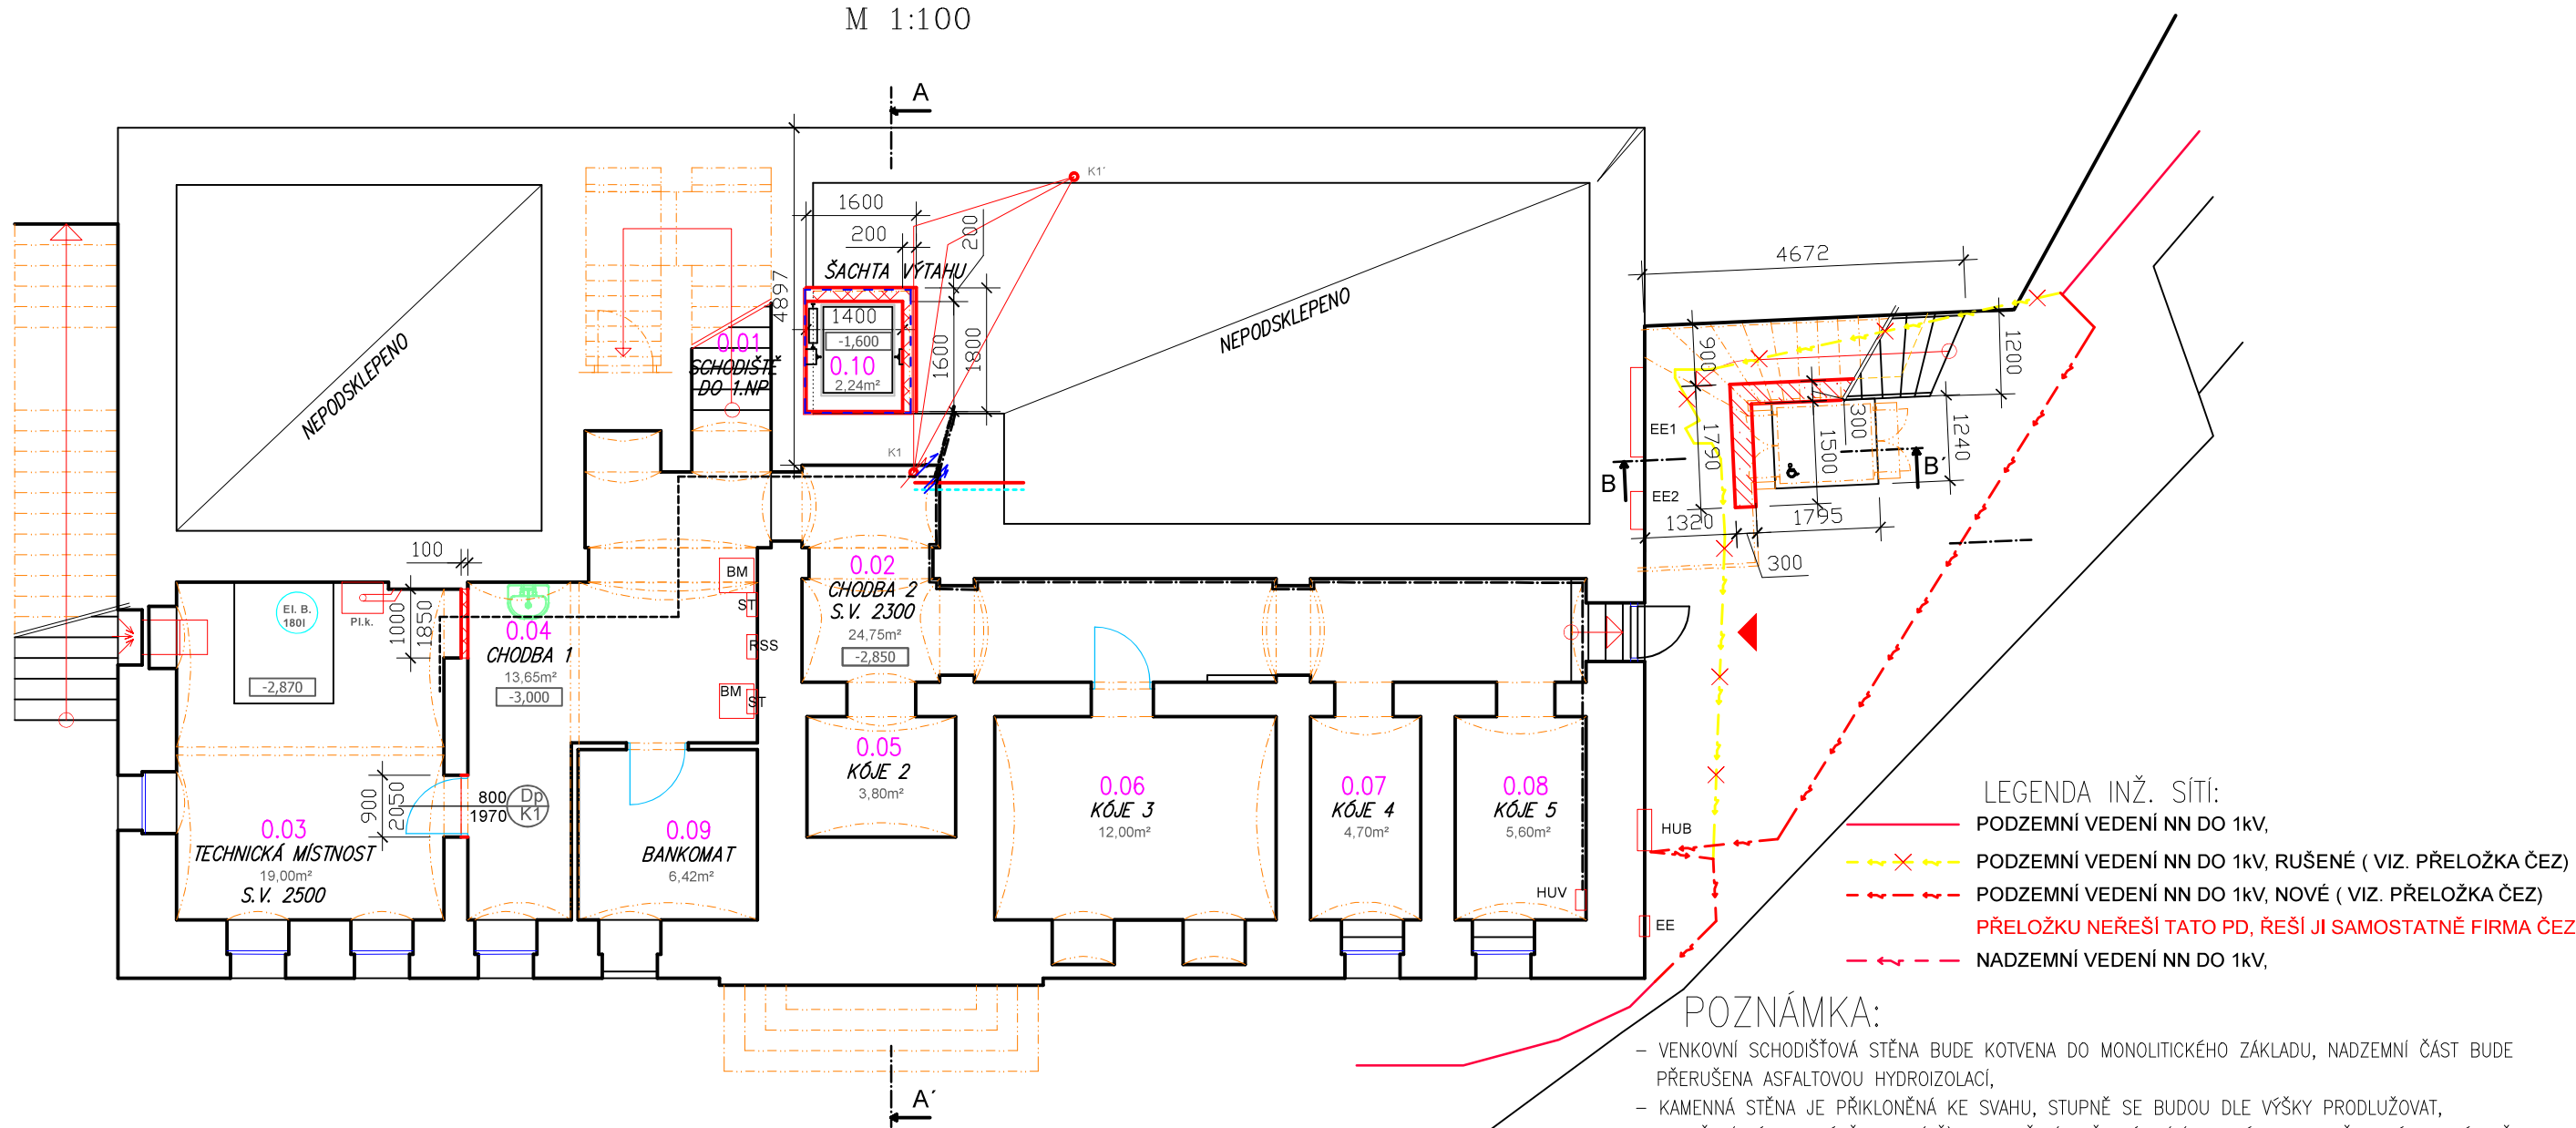 M 1:100
A
K1'
1600
200
200
4897
ŠACHTA VÝTAHU
1400
-1,600
0.10
2,24m²
1600
1800
NEPODSKLEPENO
NEPODSKLEPENO
0.01
SCHODIŠTĚ
DO 1.NP
K1
4672
900
1200
1790
300
1500
1240
EE1
EE2
B
B´
1320
1795
300
100
1000
1850
El. B.
180l
Pl.k.
-2,870
0.04
CHODBA 1
13,65m²
-3,000
BM
ST
RSS
BM
ST
0.02
CHODBA 2
S.V. 2300
24,75m²
-2,850
0.05
KÓJE 2
3,80m²
0.06
KÓJE 3
12,00m²
0.07
KÓJE 4
4,70m²
0.08
KÓJE 5
5,60m²
900
2050
800
1970
Dp
K1
0.03
TECHNICKÁ MÍSTNOST
19,00m²
S.V. 2500
0.09
BANKOMAT
6,42m²
HUB
HUV
EE
A´
LEGENDA INŽ. SÍTÍ:
PODZEMNÍ VEDENÍ NN DO 1kV,
PODZEMNÍ VEDENÍ NN DO 1kV, RUŠENÉ ( VIZ. PŘELOŽKA ČEZ)
PODZEMNÍ VEDENÍ NN DO 1kV, NOVÉ ( VIZ. PŘELOŽKA ČEZ)
PŘELOŽKU NEŘEŠÍ TATO PD, ŘEŠÍ JI SAMOSTATNĚ FIRMA ČEZ
NADZEMNÍ VEDENÍ NN DO 1kV,
POZNÁMKA:
– VENKOVNÍ SCHODIŠŤOVÁ STĚNA BUDE KOTVENA DO MONOLITICKÉHO ZÁKLADU, NADZEMNÍ ČÁST BUDE
PŘERUŠENA ASFALTOVOU HYDROIZOLACÍ,
– KAMENNÁ STĚNA JE PŘIKLONĚNÁ KE SVAHU, STUPNĚ SE BUDOU DLE VÝŠKY PRODLUŽOVAT,